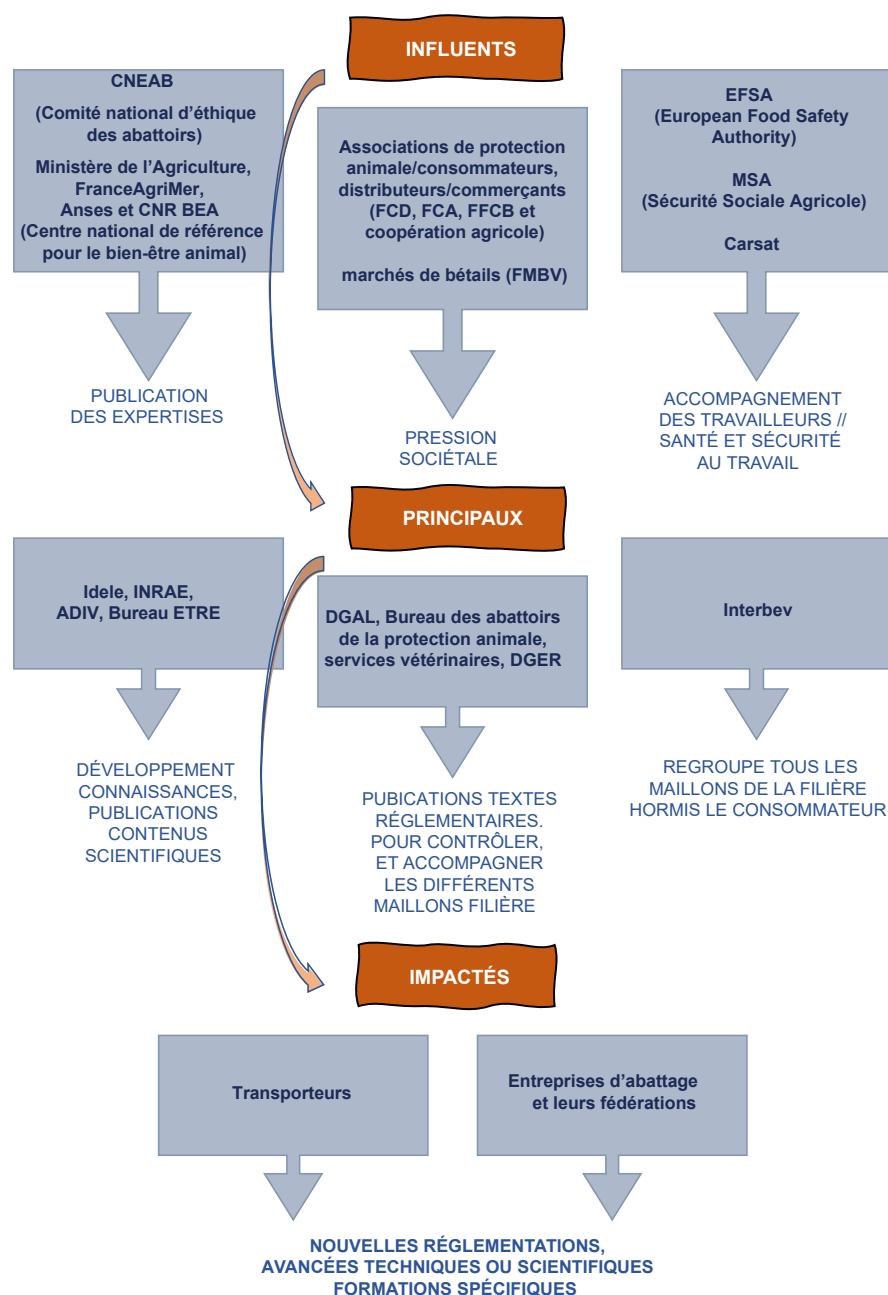 INFLUENTS
CNEAB
(Comité national d'éthique
des abattoirs)
Ministère de l'Agriculture,
FranceAgriMer,
Anses et CNR BEA
(Centre national de référence
pour le bien-être animal)
PUBLICATION
DES EXPERTISES
Associations de protection
animale/consommateurs,
distributeurs/commerçants
(FCD, FCA, FFCB et
coopération agricole)
marchés de bétails (FMBV)
PRESSION
SOCIÉTALE
EFSA
(European Food Safety
Authority)
MSA
(Sécurité Sociale Agricole)
Carsat
ACCOMPAGNEMENT
DES TRAVAILLEURS //
SANTÉ ET SÉCURITÉ
AU TRAVAIL
PRINCIPAUX
Idele, INRAE,
ADIV, Bureau ETRE
DÉVELOPPEMENT
CONNAISSANCES,
PUBLICATIONS
CONTENUS
SCIENTIFIQUES
DGAL, Bureau des abattoirs
de la protection animale,
services vétérinaires, DGER
PUBICATIONS TEXTES
RÉGLEMENTAIRES.
POUR CONTRÔLER,
ET ACCOMPAGNER
LES DIFFÉRENTS
MAILLONS FILIÈRE
Interbev
REGROUPE TOUS LES
MAILLONS DE LA FILIÈRE
HORMIS LE CONSOMMATEUR
IMPACTÉS
Transporteurs
Entreprises d'abattage
et leurs fédérations
NOUVELLES RÉGLEMENTATIONS,
AVANCÉES TECHNIQUES OU SCIENTIFIQUES
FORMATIONS SPÉCIFIQUES